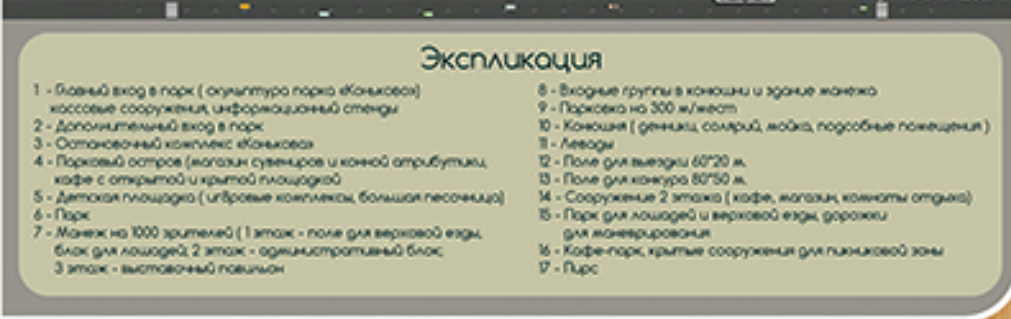 Экспликация
1 - Главный вход в парк ( скульптура парка «Коньково»)
кассовые сооружения, информационный стенды
2 - Дополнительный вход в парк
3 - Остановочный комплекс «Конькова»
4 - Парковый остров (магазин сувениров и конной атрибутики,
кафе с открытой и крытой площадкой
5 - Детская площадка ( игвровые комплексы, большая песочница)
6 - Парк
7 - Манеж на 1000 зрителей ( 1 этаж - поле для верховой езды,
блок для лошадей; 2 этаж - административный блок;
3 этаж - выставочный павильон
8 - Входные группы в конюшни и здание манежа
9 - Парковка на 300 м/мест
10 - Конюшня ( денники, солярий, мойка, подсобные помещения )
11 - Левады
12 - Поле для выездки 60*20 м.
13 - Поле для конкура 80*50 м.
14 - Сооружение 2 этажа ( кафе, магазин, комнаты отдыха)
15 - Парк для лошадей и верховой езды, дорожки
для маневрирования
16 - Кафе-парк, крытые сооружения для пикниковой зоны
17 - Пирс